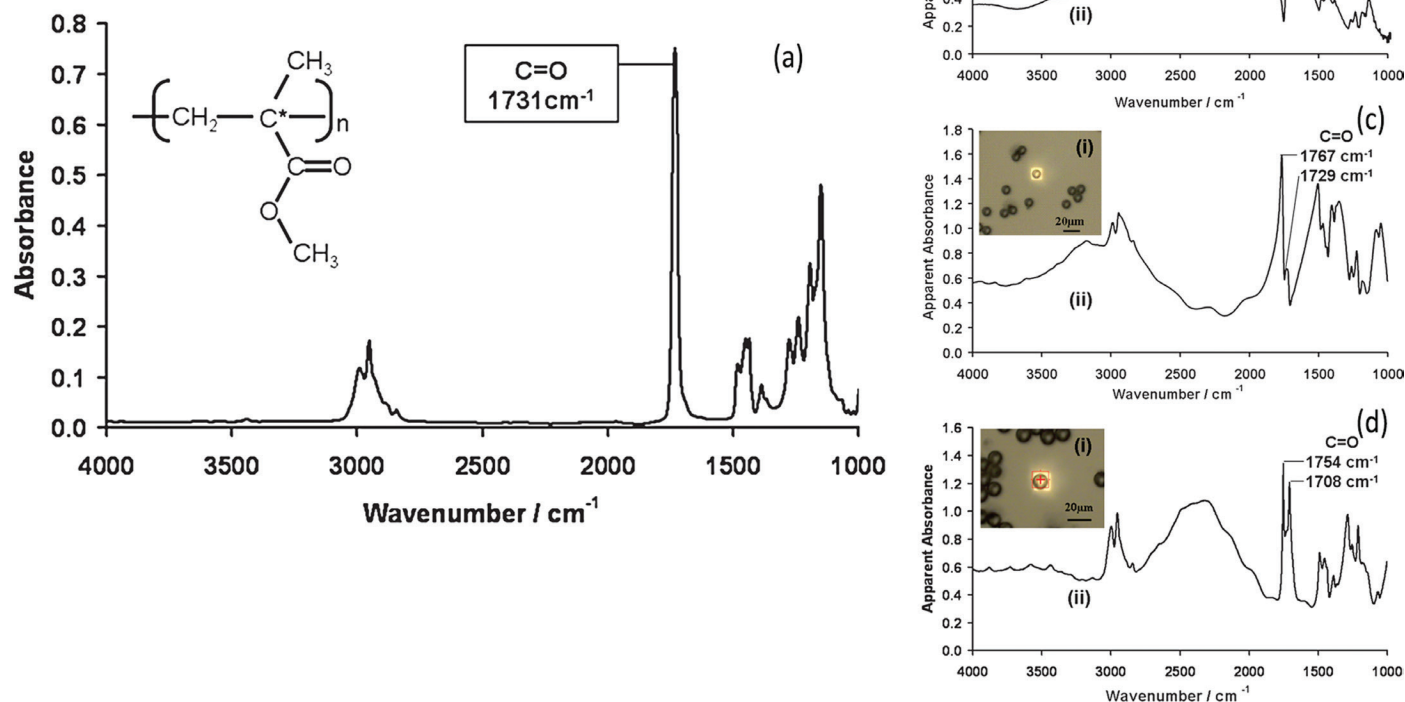 0.8
0.7
0.6
0.5
0.4
0.3
0.2
0.1
0.0
Absorbance
4000 3500 3000 2500 2000 1500 1000
Wavenumber / cm-1
(a)
C=O
1731cm-1
CH3
CH2 C* n
C O
O
CH3
0.4
0.2
0.0
(ii)
4000 3500 3000 2500 2000 1500 1000
Wavenumber / cm -1
(c)
1.8
1.6
1.4
1.2
1.0
0.8
0.6
0.4
0.2
0.0
Apparent Absorbance
(i)
20µm
(ii)
C=O
1767 cm-1
1729 cm-1
4000 3500 3000 2500 2000 1500 1000
Wavenumber / cm -1
(d)
1.6
1.4
1.2
1.0
0.8
0.6
0.4
0.2
0.0
Apparent Absorbance
(i)
20µm
(ii)
C=O
1754 cm-1
1708 cm-1
4000 3500 3000 2500 2000 1500 1000
Wavenumber / cm -1